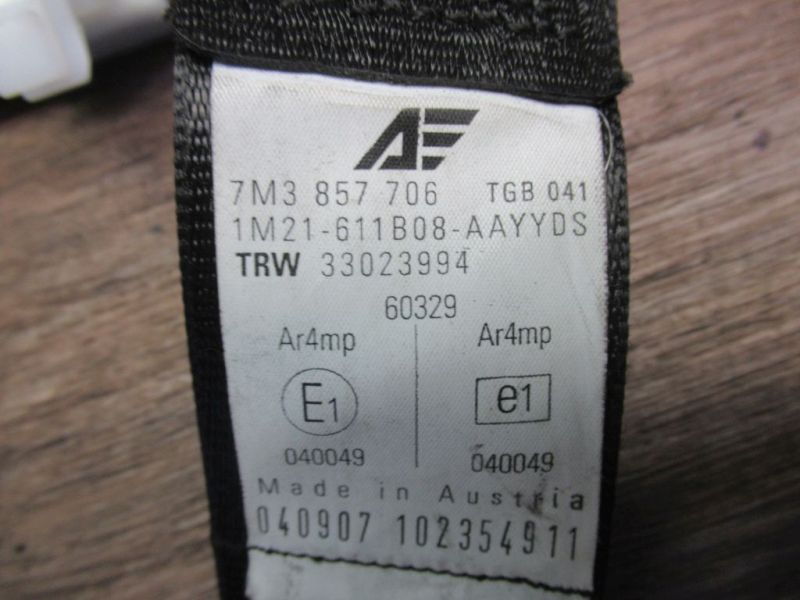 AE
7M3 857 706 TGB 041
1M21-611B08-AAYYDS
TRW 33023994
60329
Ar4mp Ar4mp
E1 e1
040049 040049
Made in Austria
040907 102354911